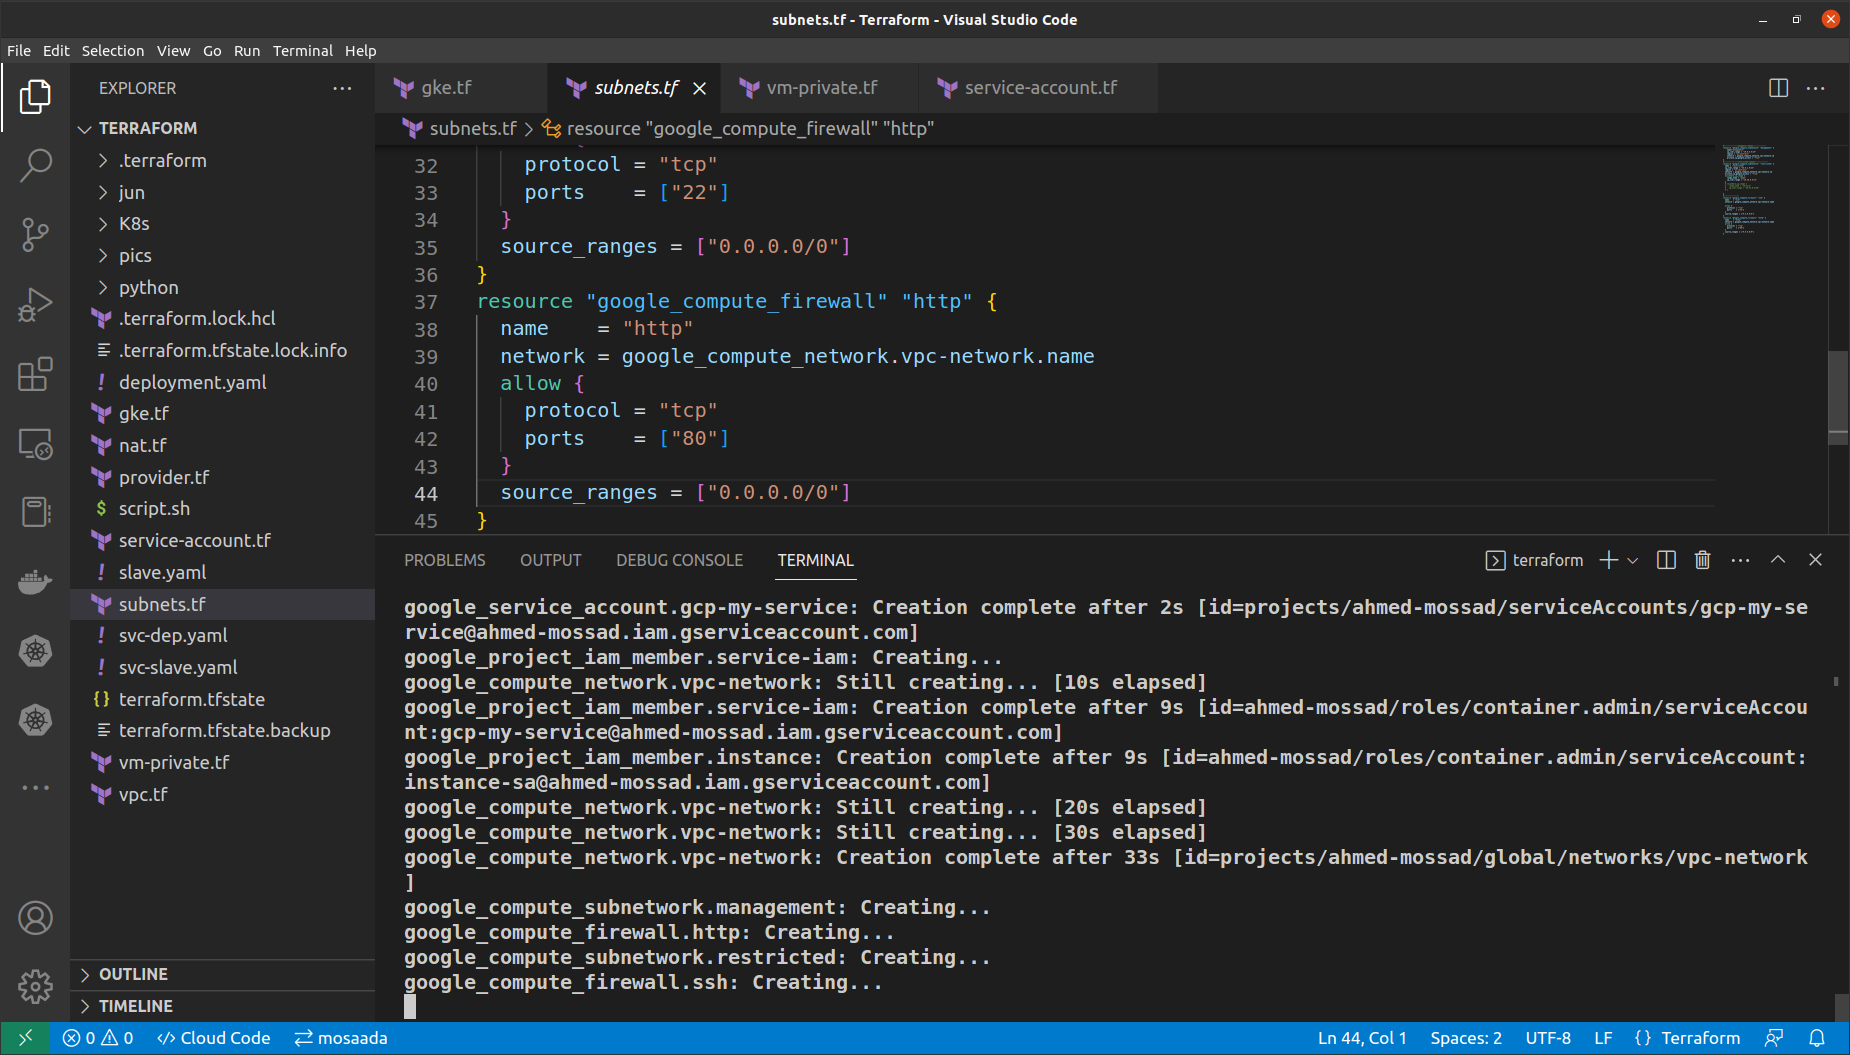 subnets.tf - Terraform - Visual Studio Code
File Edit Selection View Go Run Terminal Help
EXPLORER
TERRAFORM
.terraform
jun
K8s
pics
python
.terraform.lock.hcl
.terraform.tfstate.lock.info
deployment.yaml
gke.tf
nat.tf
provider.tf
script.sh
service-account.tf
slave.yaml
subnets.tf
svc-dep.yaml
svc-slave.yaml
terraform.tfstate
terraform.tfstate.backup
vm-private.tf
vpc.tf
OUTLINE
TIMELINE
gke.tf subnets.tf vm-private.tf service-account.tf
subnets.tf > resource "google_compute_firewall" "http"
32 protocol = "tcp"
33 ports = ["22"]
34 }
35 source_ranges = ["0.0.0.0/0"]
36 }
37 resource "google_compute_firewall" "http" {
38 name = "http"
39 network = google_compute_network.vpc-network.name
40 allow {
41 protocol = "tcp"
42 ports = ["80"]
43 }
44 source_ranges = ["0.0.0.0/0"]
45 }
PROBLEMS OUTPUT DEBUG CONSOLE TERMINAL terraform
google_service_account.gcp-my-service: Creation complete after 2s [id=projects/ahmed-mossad/serviceAccounts/gcp-my-se
rvice@ahmed-mossad.iam.gserviceaccount.com]
google_project_iam_member.service-iam: Creating...
google_compute_network.vpc-network: Still creating... [10s elapsed]
google_project_iam_member.service-iam: Creation complete after 9s [id=ahmed-mossad/roles/container.admin/serviceAccou
nt:gcp-my-service@ahmed-mossad.iam.gserviceaccount.com]
google_project_iam_member.instance: Creation complete after 9s [id=ahmed-mossad/roles/container.admin/serviceAccount:
instance-sa@ahmed-mossad.iam.gserviceaccount.com]
google_compute_network.vpc-network: Still creating... [20s elapsed]
google_compute_network.vpc-network: Still creating... [30s elapsed]
google_compute_network.vpc-network: Creation complete after 33s [id=projects/ahmed-mossad/global/networks/vpc-network
]
google_compute_subnetwork.management: Creating...
google_compute_firewall.http: Creating...
google_compute_subnetwork.restricted: Creating...
google_compute_firewall.ssh: Creating...
0 0 Cloud Code mosaada Ln 44, Col 1 Spaces: 2 UTF-8 LF {} Terraform